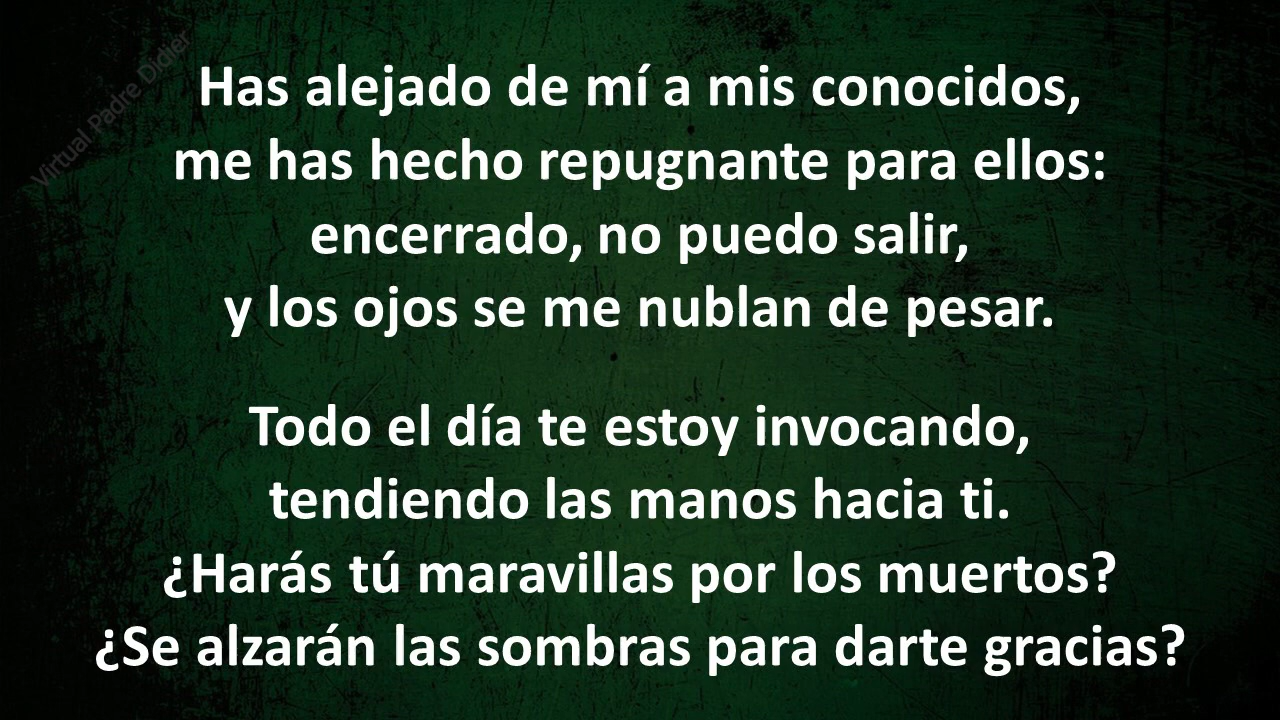 Virtual Padre Didier
Has alejado de mí a mis conocidos,
me has hecho repugnante para ellos:
encerrado, no puedo salir,
y los ojos se me nublan de pesar.
Todo el día te estoy invocando,
tendiendo las manos hacia ti.
¿Harás tú maravillas por los muertos?
¿Se alzarán las sombras para darte gracias?